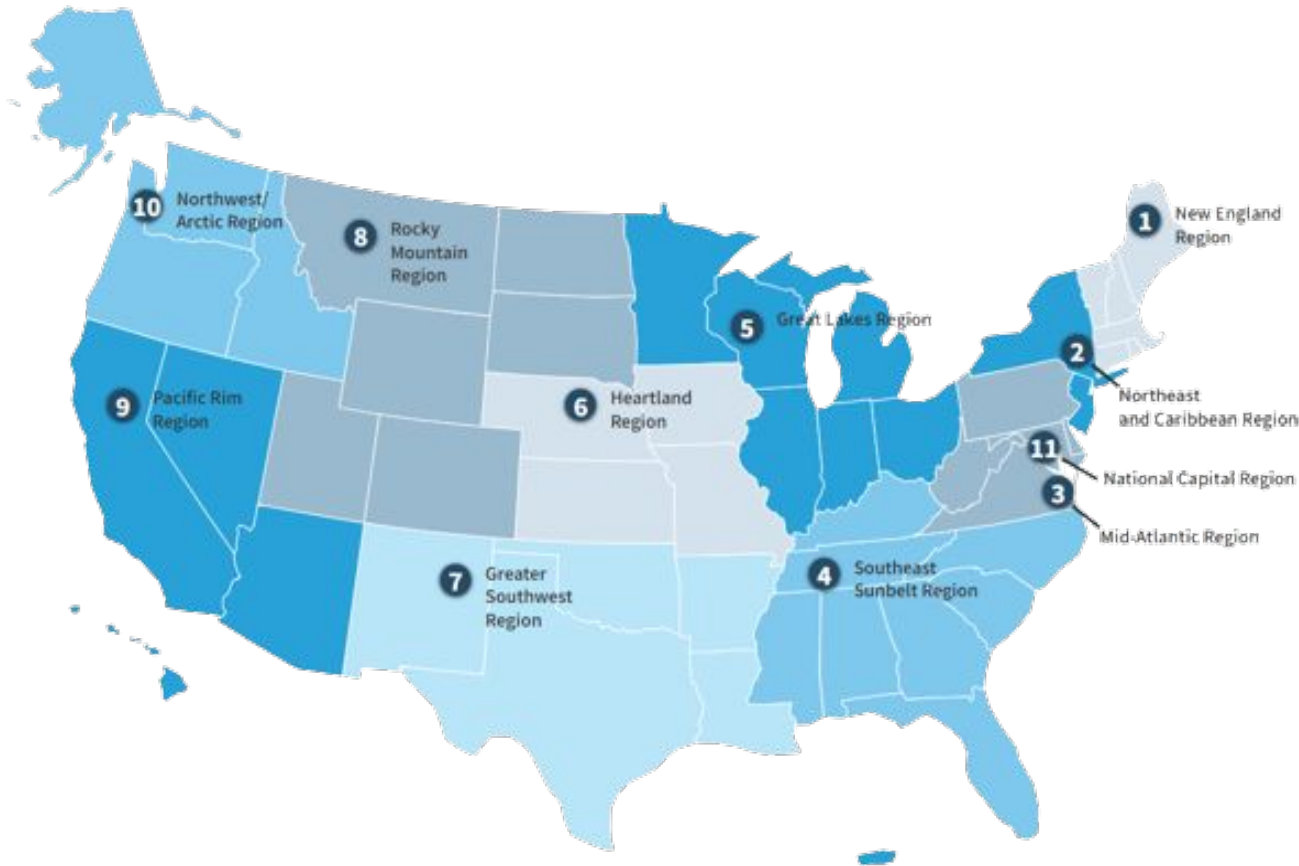 10
Northwest/
Arctic Region
8
Rocky
Mountain
Region
1
New England
Region
5
Great Lakes Region
2
Northeast
and Caribbean Region
9
Pacific Rim
Region
6
Heartland
Region
11
National Capital Region
3
Mid-Atlantic Region
7
Greater
Southwest
Region
4
Southeast
Sunbelt Region